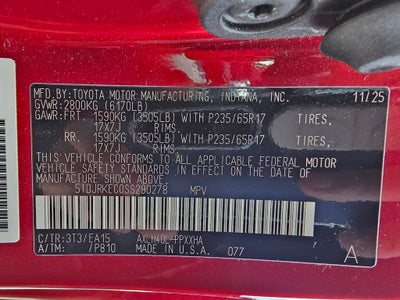 MFD.BY:TOYOTA MOTOR MANUFACTURING, INDIANA, INC. 11/25
GVWR: 2800KG (6170LB)
GAWR:FRT. 1590KG (3505LB) WITH P235/65R17 TIRES,
17X7J RIMS.
RR. 1590KG (3505LB) WITH P235/65R17 TIRES,
17X7J RIMS.
THIS VEHICLE CONFORMS TO ALL APPLICABLE FEDERAL MOTOR
VEHICLE SAFETY STANDARDS IN EFFECT ON THE DATE
OF MANUFACTURE SHOWN ABOVE.
5TDJRKEC0SS290278 MPV
C/TR:3T3/EA15 AXLH40L-PPXXHA
A/TM: /P810 MADE IN U.S.A. 077 A